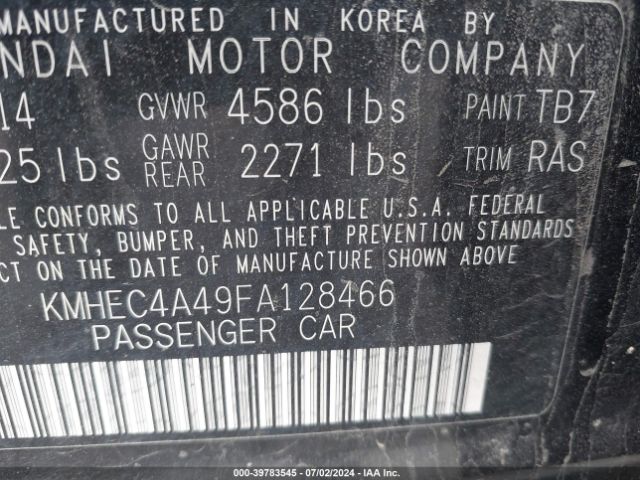 MANUFACTURED IN KOREA BY
NDAI MOTOR COMPANY
14 GVWR 4586 lbs PAINT TB7
25 lbs GAWR REAR 2271 lbs TRIM RAS
LE CONFORMS TO ALL APPLICABLE U.S.A. FEDERAL
SAFETY, BUMPER, AND THEFT PREVENTION STANDARDS
CT ON THE DATE OF MANUFACTURE SHOWN ABOVE
KMHEC4A49FA128466
PASSENGER CAR
000-39783545 - 07/02/2024 - IAA Inc.